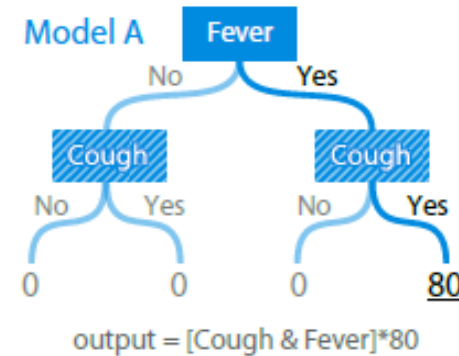 Model A Fever
No Yes
Cough Cough
No Yes No Yes
0 0 0 80
output = [Cough & Fever]*80